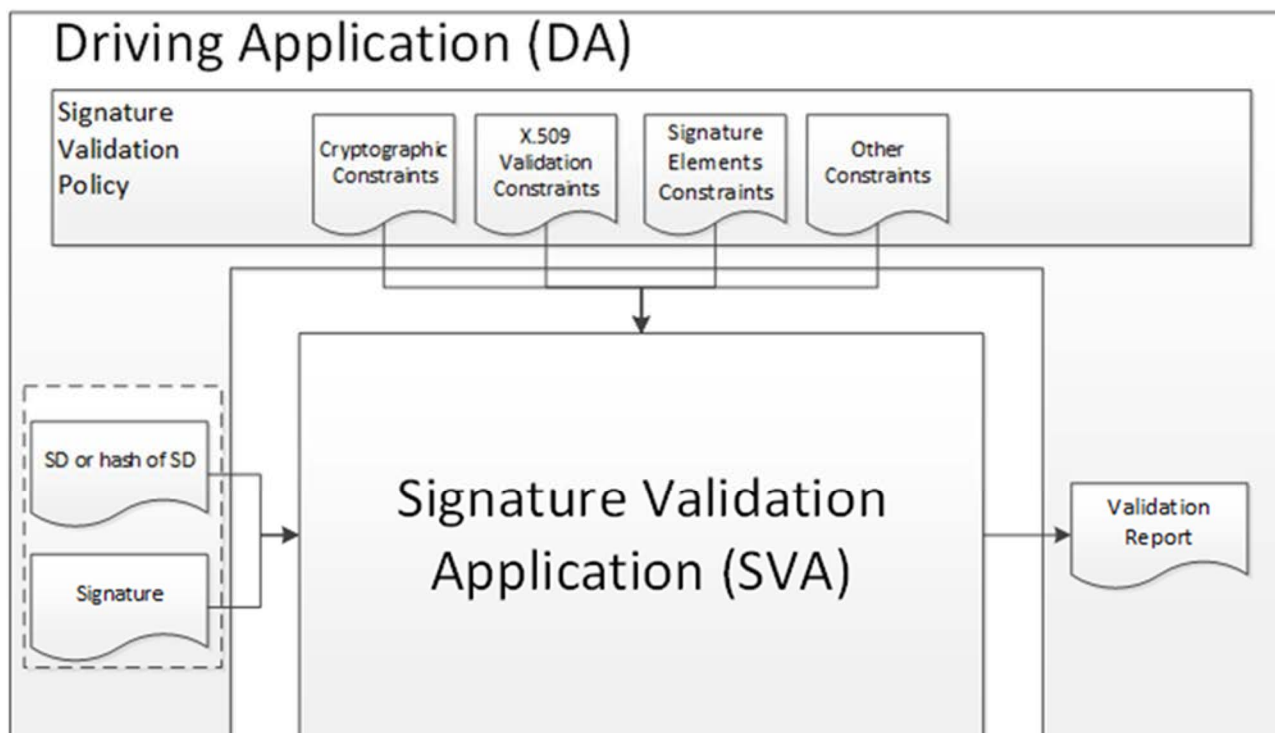 Driving Application (DA)
Signature
Validation
Policy
Cryptographic
Constraints
X.509
Validation
Constraints
Signature
Elements
Constraints
Other
Constraints
SD or hash of SD
Signature
Signature Validation
Application (SVA)
Validation
Report